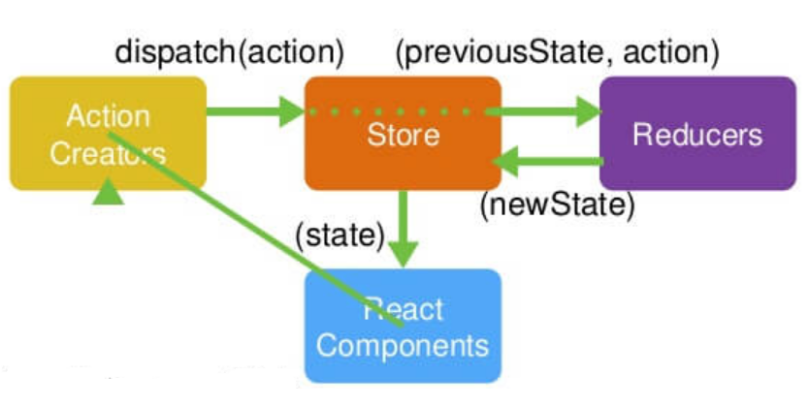 dispatch(action)
(previousState, action)
Action
Creators
Store
Reducers
(newState)
(state)
React
Components